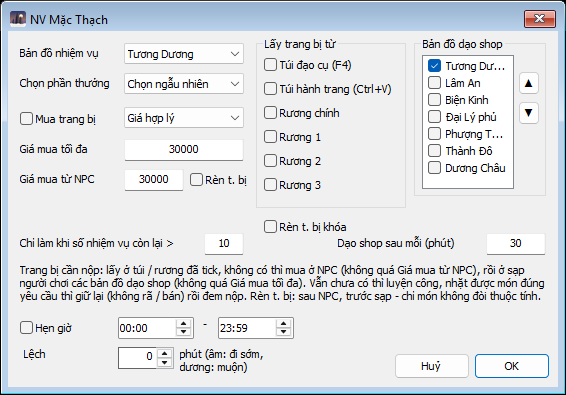 NV Mặc Thạch
Bản đồ nhiệm vụ
Tương Dương
Chọn phần thưởng
Chọn ngẫu nhiên
Mua trang bị
Giá hợp lý
Giá mua tối đa
30000
Giá mua từ NPC
30000
Rèn t. bị
Lấy trang bị từ
Túi đạo cụ (F4)
Túi hành trang (Ctrl+V)
Rương chính
Rương 1
Rương 2
Rương 3
Bản đồ dạo shop
Tương Dư...
Lâm An
Biện Kinh
Đại Lý phủ
Phượng T...
Thành Đô
Dương Châu
▲
▼
Rèn t. bị khóa
Chỉ làm khi số nhiệm vụ còn lại >
10
Dạo shop sau mỗi (phút)
30
Trang bị cần nộp: lấy ở túi / rương đã tick, không có thì mua ở NPC (không quá Giá mua từ NPC), rồi ở sạp
người chơi các bản đồ dạo shop (không quá Giá mua tối đa). Vẫn chưa có thì luyện công, nhặt được món đúng
yêu cầu thì giữ lại (không rã / bán) rồi đem nộp. Rèn t. bị: sau NPC, trước sạp - chỉ món không đòi thuộc tính.
Hẹn giờ
00:00
-
23:59
Lệch
0
phút (âm: đi sớm,
dương: muộn)
Huỷ
OK